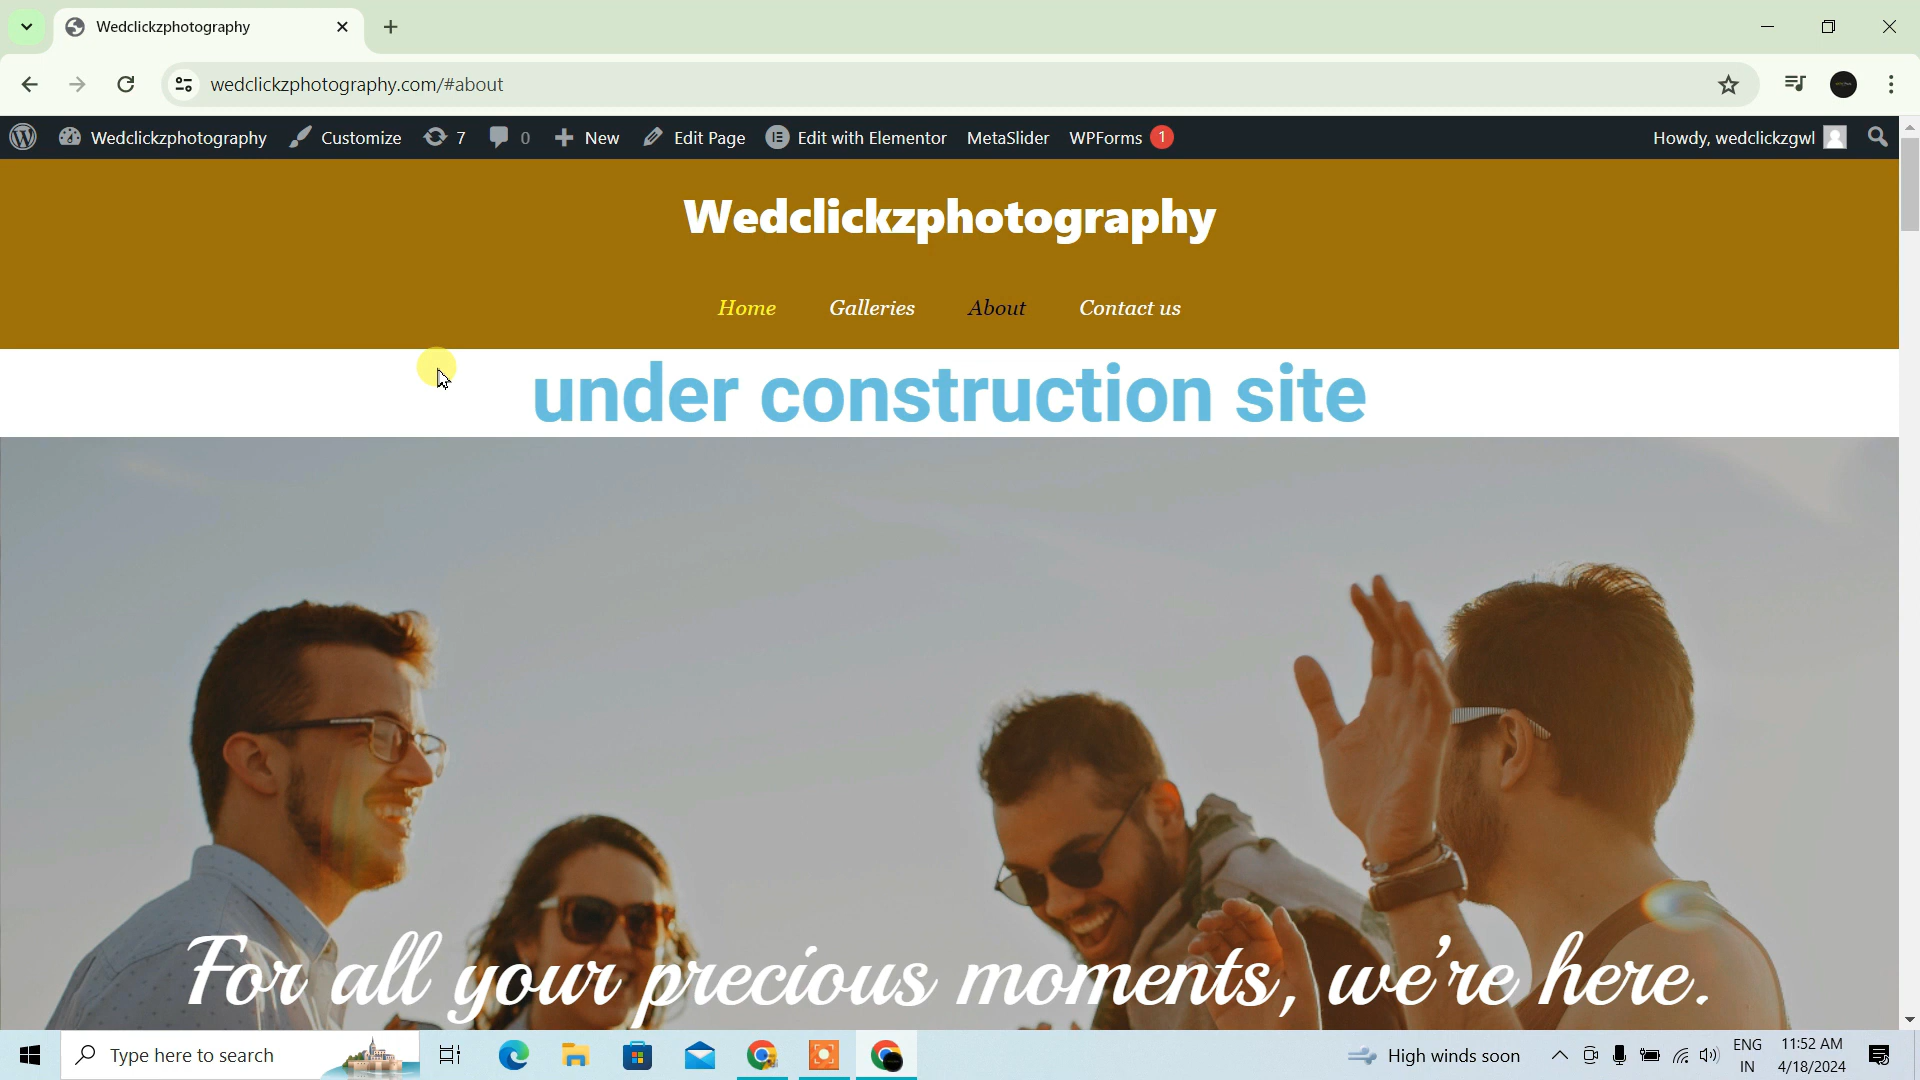 Wedclickzphotography
wedclickzphotography.com/#about
Wedclickzphotography Customize 7 0 New Edit Page Edit with Elementor MetaSlider WPForms 1 Howdy, wedclickzgwl
Wedclickzphotography
Home Galleries About Contact us
under construction site
For all your precious moments, we're here.
Type here to search High winds soon ENG 11:52 AM
IN 4/18/2024